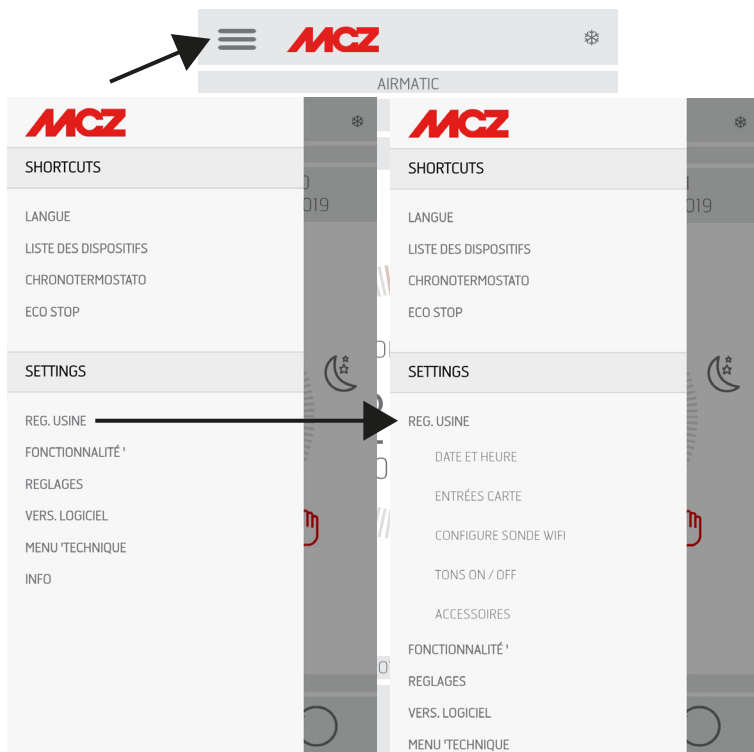 MCZ
AIRMATIC
MCZ
SHORTCUTS
LANGUE
LISTE DES DISPOSITIFS
CHRONOTERMOSTATO
ECO STOP
SETTINGS
REG. USINE
FONCTIONNALITÉ '
REGLAGES
VERS. LOGICIEL
MENU 'TECHNIQUE
INFO
019
MCZ
SHORTCUTS
LANGUE
LISTE DES DISPOSITIFS
CHRONOTERMOSTATO
ECO STOP
SETTINGS
REG. USINE
DATE ET HEURE
ENTRÉES CARTE
CONFIGURE SONDE WIFI
TONS ON / OFF
ACCESSOIRES
FONCTIONNALITÉ '
REGLAGES
VERS. LOGICIEL
MENU 'TECHNIQUE
019